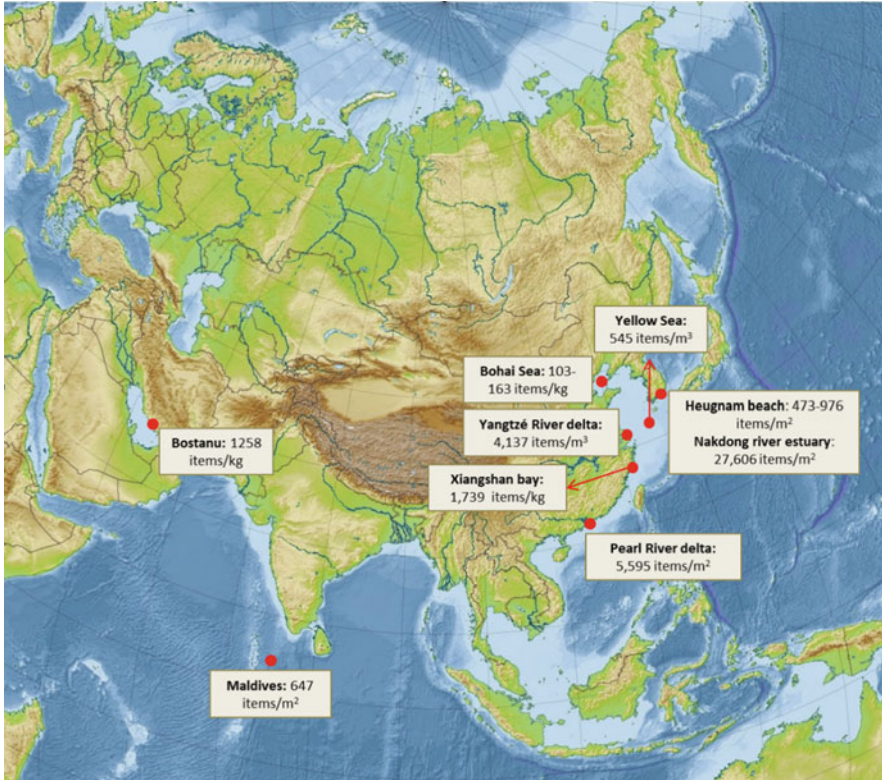 Yellow Sea:
545 items/m³
Bohai Sea: 103-
163 items/kg
Heugnam beach: 473-976
items/m²
Nakdong river estuary:
27,606 items/m²
Yangtzé River delta:
4,137 items/m³
Bostanu: 1258
items/kg
Xiangshan bay:
1,739 items/kg
Pearl River delta:
5,595 items/m²
Maldives: 647
items/m²